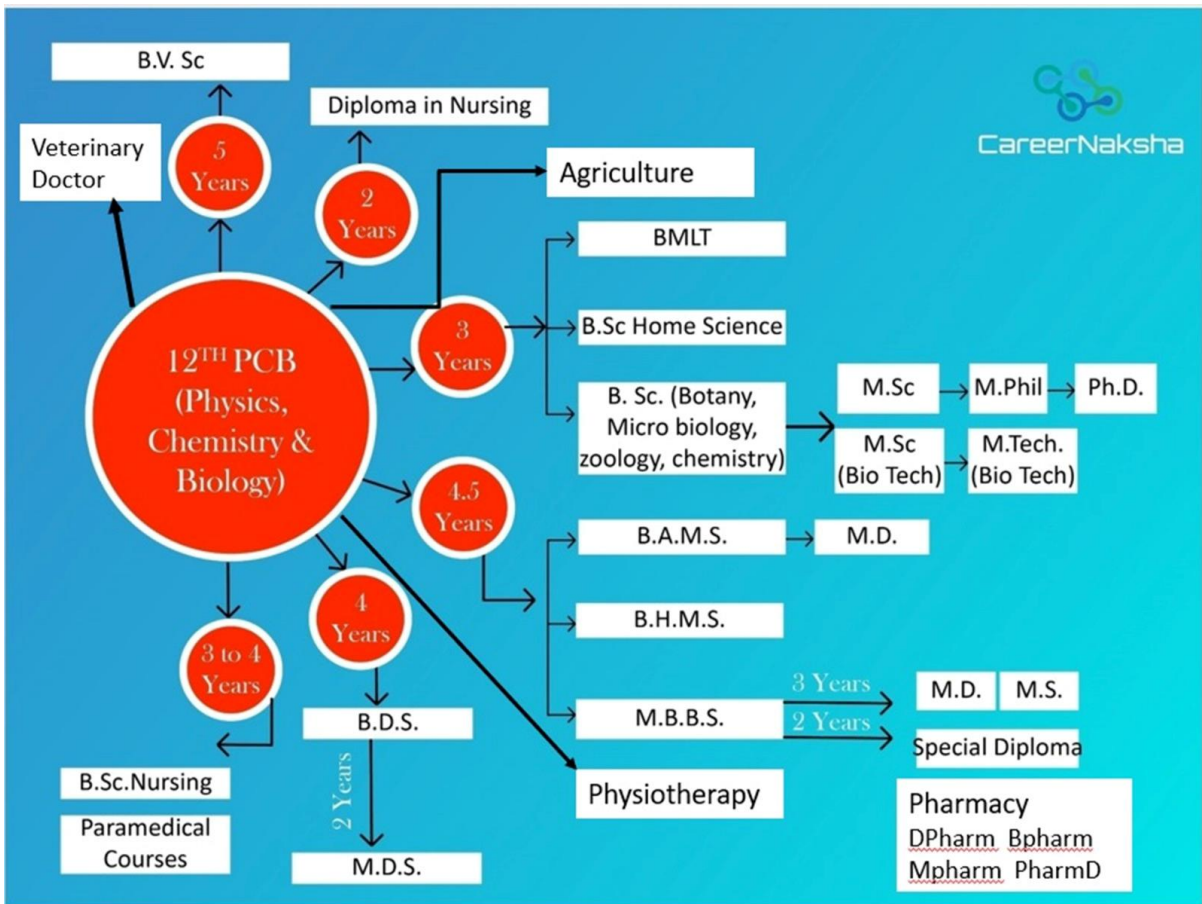 B.V. Sc
Diploma in Nursing
CareerNaksha
Veterinary
Doctor
5
Years
2
Years
Agriculture
BMLT
3
Years
B.Sc Home Science
12TH PCB
(Physics,
Chemistry &
Biology)
B. Sc. (Botany,
Micro biology,
zoology, chemistry)
M.Sc
M.Phil
Ph.D.
M.Sc
(Bio Tech)
M.Tech.
(Bio Tech)
4.5
Years
B.A.M.S.
M.D.
4
Years
B.H.M.S.
3 to 4
Years
B.D.S.
M.B.B.S.
3 Years
2 Years
M.D.
M.S.
Special Diploma
B.Sc.Nursing
Paramedical
Courses
2 Years
M.D.S.
Physiotherapy
Pharmacy
DPharm Bpharm
Mpharm PharmD